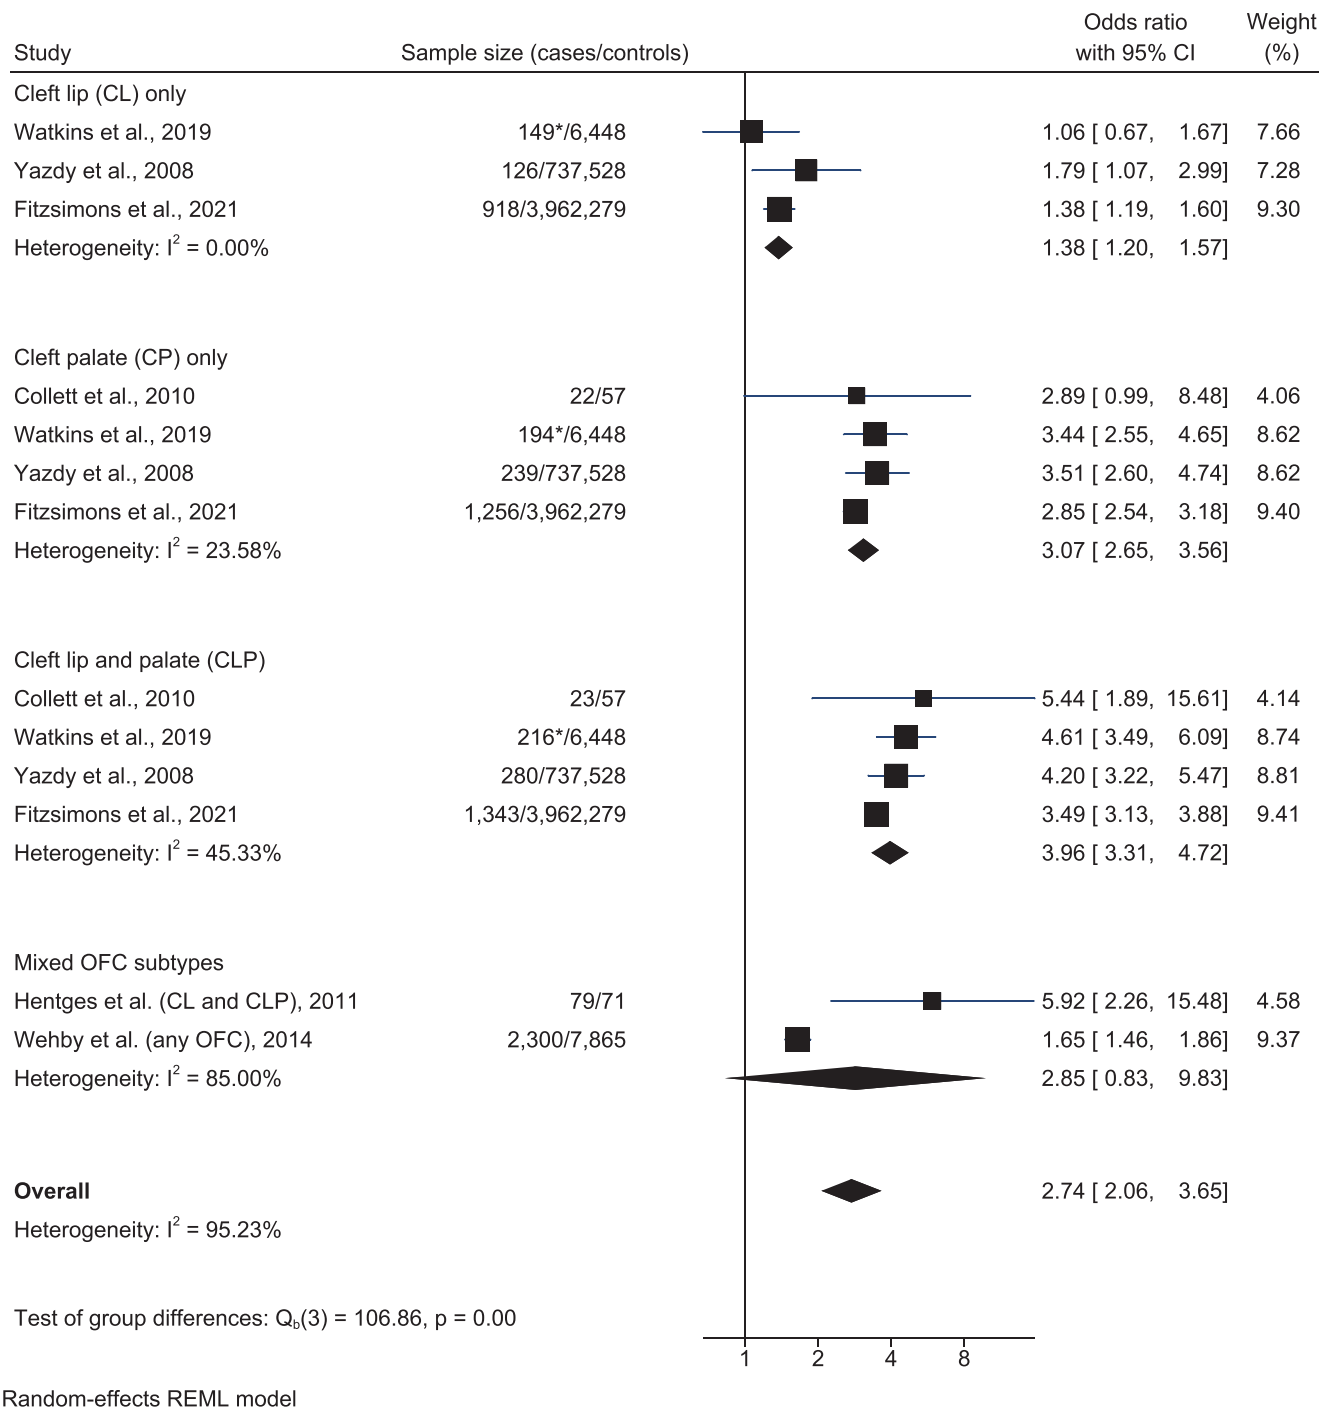 Odds ratio Weight
Study Sample size (cases/controls) with 95% CI (%)
Cleft lip (CL) only
Watkins et al., 2019 149*/6,448 1.06 [ 0.67, 1.67] 7.66
Yazdy et al., 2008 126/737,528 1.79 [ 1.07, 2.99] 7.28
Fitzsimons et al., 2021 918/3,962,279 1.38 [ 1.19, 1.60] 9.30
Heterogeneity: I² = 0.00% 1.38 [ 1.20, 1.57]
Cleft palate (CP) only
Collett et al., 2010 22/57 2.89 [ 0.99, 8.48] 4.06
Watkins et al., 2019 194*/6,448 3.44 [ 2.55, 4.65] 8.62
Yazdy et al., 2008 239/737,528 3.51 [ 2.60, 4.74] 8.62
Fitzsimons et al., 2021 1,256/3,962,279 2.85 [ 2.54, 3.18] 9.40
Heterogeneity: I² = 23.58% 3.07 [ 2.65, 3.56]
Cleft lip and palate (CLP)
Collett et al., 2010 23/57 5.44 [ 1.89, 15.61] 4.14
Watkins et al., 2019 216*/6,448 4.61 [ 3.49, 6.09] 8.74
Yazdy et al., 2008 280/737,528 4.20 [ 3.22, 5.47] 8.81
Fitzsimons et al., 2021 1,343/3,962,279 3.49 [ 3.13, 3.88] 9.41
Heterogeneity: I² = 45.33% 3.96 [ 3.31, 4.72]
Mixed OFC subtypes
Hentges et al. (CL and CLP), 2011 79/71 5.92 [ 2.26, 15.48] 4.58
Wehby et al. (any OFC), 2014 2,300/7,865 1.65 [ 1.46, 1.86] 9.37
Heterogeneity: I² = 85.00% 2.85 [ 0.83, 9.83]
Overall 2.74 [ 2.06, 3.65]
Heterogeneity: I² = 95.23%
Test of group differences: Qb(3) = 106.86, p = 0.00
1 2 4 8
Random-effects REML model